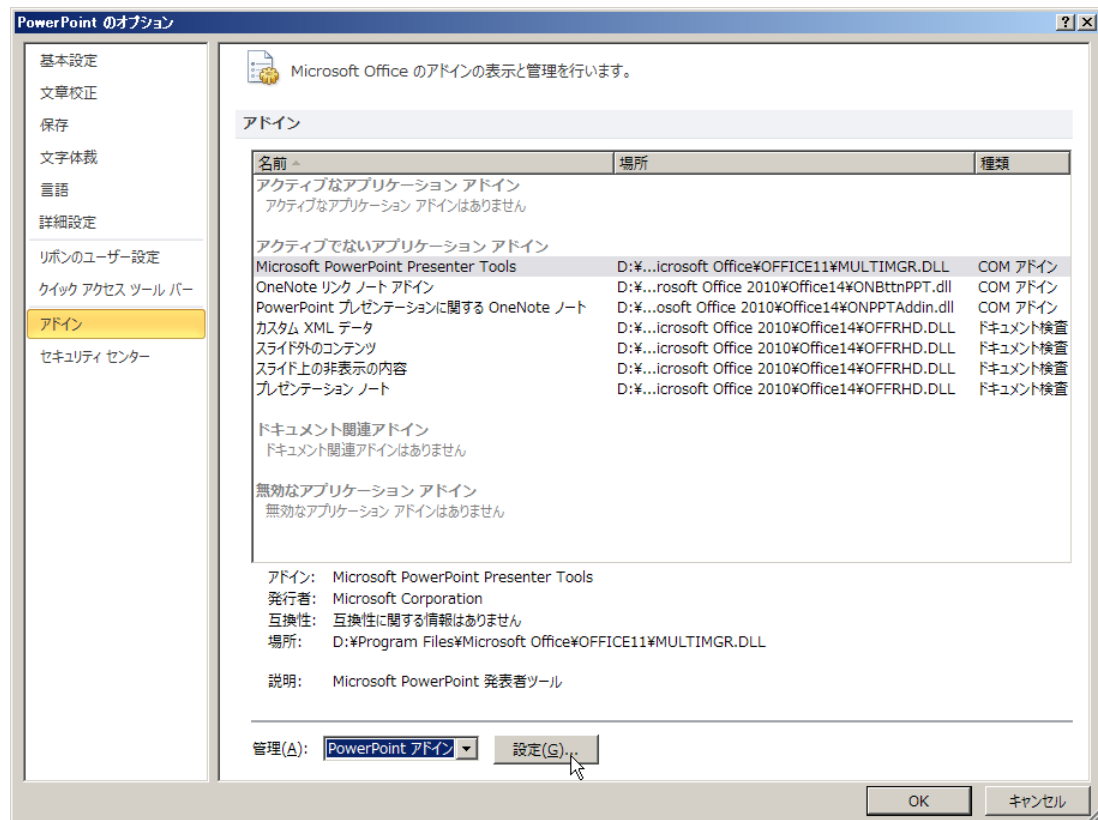 PowerPoint のオプション
基本設定
文章校正
保存
文字体裁
言語
詳細設定
リボンのユーザー設定
クイック アクセス ツール バー
アドイン
セキュリティ センター
Microsoft Office のアドインの表示と管理を行います。
アドイン
名前 場所 種類
アクティブなアプリケーション アドイン
アクティブなアプリケーション アドインはありません
アクティブでないアプリケーション アドイン
Microsoft PowerPoint Presenter Tools D:¥...icrosoft Office¥OFFICE11¥MULTIMGR.DLL COM アドイン
OneNote リンク ノート アドイン D:¥...rosoft Office 2010¥Office14¥ONBttnPPT.dll COM アドイン
PowerPoint プレゼンテーションに関する OneNote ノート D:¥...osoft Office 2010¥Office14¥ONPPTAddin.dll COM アドイン
カスタム XML データ D:¥...icrosoft Office 2010¥Office14¥OFFRHD.DLL ドキュメント検査
スライド外のコンテンツ D:¥...icrosoft Office 2010¥Office14¥OFFRHD.DLL ドキュメント検査
スライド上の非表示の内容 D:¥...icrosoft Office 2010¥Office14¥OFFRHD.DLL ドキュメント検査
プレゼンテーション ノート D:¥...icrosoft Office 2010¥Office14¥OFFRHD.DLL ドキュメント検査
ドキュメント関連アドイン
ドキュメント関連アドインはありません
無効なアプリケーション アドイン
無効なアプリケーション アドインはありません
アドイン: Microsoft PowerPoint Presenter Tools
発行者: Microsoft Corporation
互換性: 互換性に関する情報はありません
場所: D:¥Program Files¥Microsoft Office¥OFFICE11¥MULTIMGR.DLL
説明: Microsoft PowerPoint 発表者ツール
管理(A): PowerPoint アドイン 設定(G)...
OK キャンセル